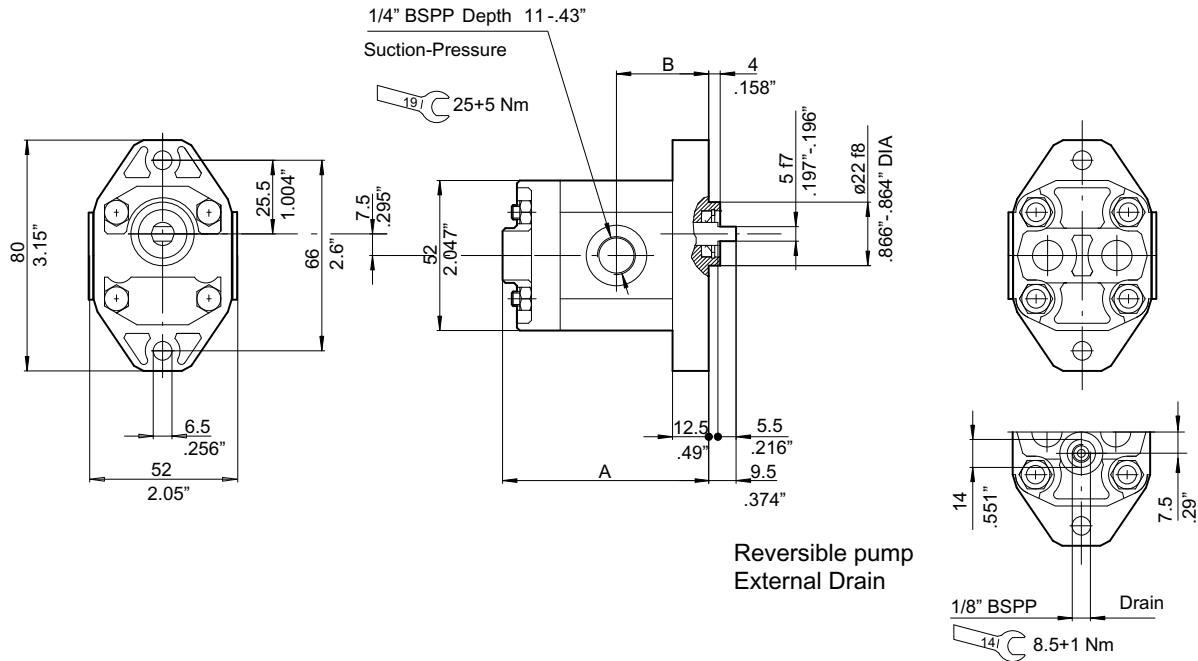 1/4” BSPP Depth 11 -.43”
Suction-Pressure
19
25+5 Nm
B
4
.158”
5 f7
.197”-.196”
ø22 f8
.866”-.864” DIA
80
3.15”
25.5
1.004”
66
2.6”
7.5
.295”
52
2.047”
6.5
.256”
52
2.05”
12.5
.49”
5.5
.216”
A
9.5
.374”
14
.551”
7.5
.29”
Reversible pump
External Drain
1/8” BSPP
Drain
14
8.5+1 Nm